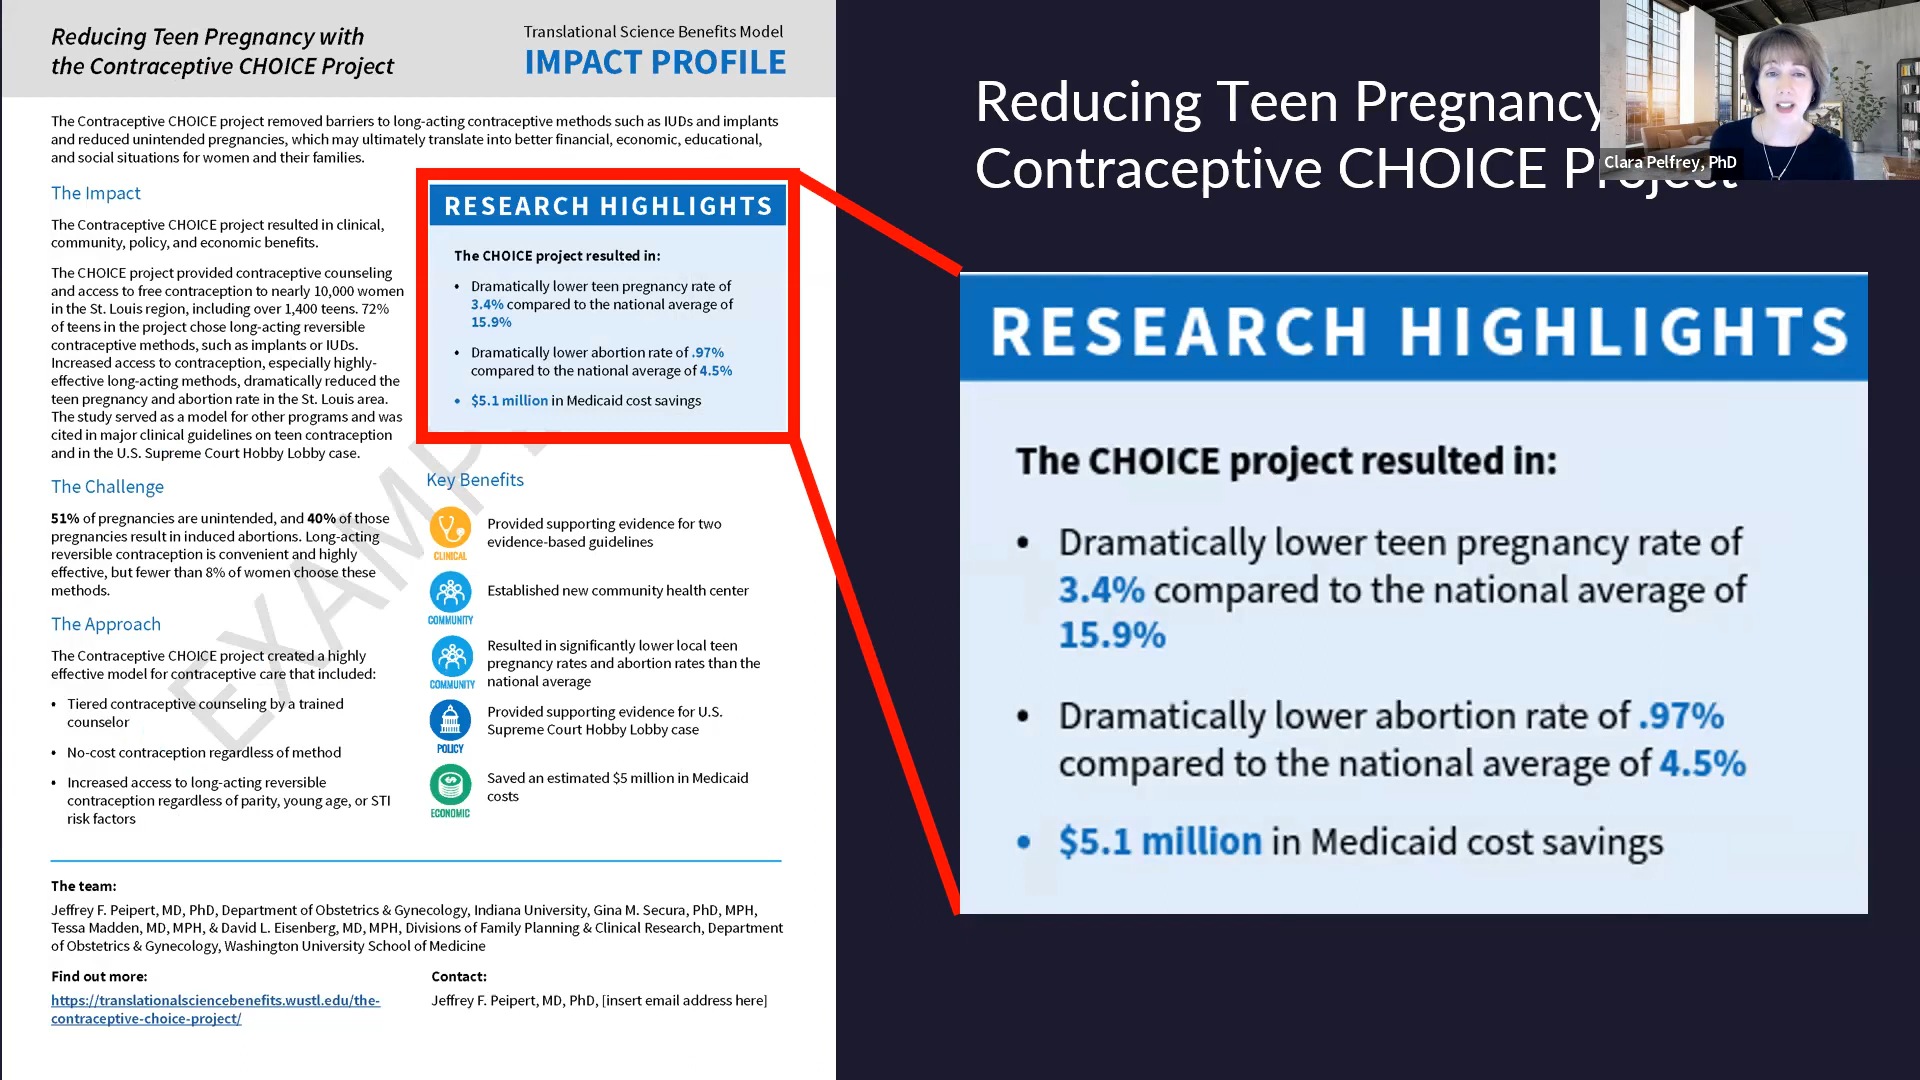 Reducing Teen Pregnancy with
the Contraceptive CHOICE Project
Translational Science Benefits Model
IMPACT PROFILE
The Contraceptive CHOICE project removed barriers to long-acting contraceptive methods such as IUDs and implants
and reduced unintended pregnancies, which may ultimately translate into better financial, economic, educational,
and social situations for women and their families.
The Impact
The Contraceptive CHOICE project resulted in clinical,
community, policy, and economic benefits.
The CHOICE project provided contraceptive counseling
and access to free contraception to nearly 10,000 women
in the St. Louis region, including over 1,400 teens. 72%
of teens in the project chose long-acting reversible
contraceptive methods, such as implants or IUDs.
Increased access to contraception, especially highly-
effective long-acting methods, dramatically reduced the
teen pregnancy and abortion rate in the St. Louis area.
The study served as a model for other programs and was
cited in major clinical guidelines on teen contraception
and in the U.S. Supreme Court Hobby Lobby case.
The Challenge
51% of pregnancies are unintended, and 40% of those
pregnancies result in induced abortions. Long-acting
reversible contraception is convenient and highly
effective, but fewer than 8% of women choose these
methods.
The Approach
The Contraceptive CHOICE project created a highly
effective model for contraceptive care that included:
• Tiered contraceptive counseling by a trained
counselor
• No-cost contraception regardless of method
• Increased access to long-acting reversible
contraception regardless of parity, young age, or STI
risk factors
RESEARCH HIGHLIGHTS
The CHOICE project resulted in:
• Dramatically lower teen pregnancy rate of
3.4% compared to the national average of
15.9%
• Dramatically lower abortion rate of .97%
compared to the national average of 4.5%
• $5.1 million in Medicaid cost savings
Key Benefits
CLINICAL
Provided supporting evidence for two
evidence-based guidelines
COMMUNITY
Established new community health center
COMMUNITY
Resulted in significantly lower local teen
pregnancy rates and abortion rates than the
national average
POLICY
Provided supporting evidence for U.S.
Supreme Court Hobby Lobby case
ECONOMIC
Saved an estimated $5 million in Medicaid
costs
The team:
Jeffrey F. Peipert, MD, PhD, Department of Obstetrics & Gynecology, Indiana University, Gina M. Secura, PhD, MPH,
Tessa Madden, MD, MPH, & David L. Eisenberg, MD, MPH, Divisions of Family Planning & Clinical Research, Department
of Obstetrics & Gynecology, Washington University School of Medicine
Find out more:
https://translationalsciencebenefits.wustl.edu/the-
contraceptive-choice-project/
Contact:
Jeffrey F. Peipert, MD, PhD, [insert email address here]
Reducing Teen Pregnancy
Contraceptive CHOICE Project
Clara Pelfrey, PhD
RESEARCH HIGHLIGHTS
The CHOICE project resulted in:
• Dramatically lower teen pregnancy rate of
3.4% compared to the national average of
15.9%
• Dramatically lower abortion rate of .97%
compared to the national average of 4.5%
• $5.1 million in Medicaid cost savings